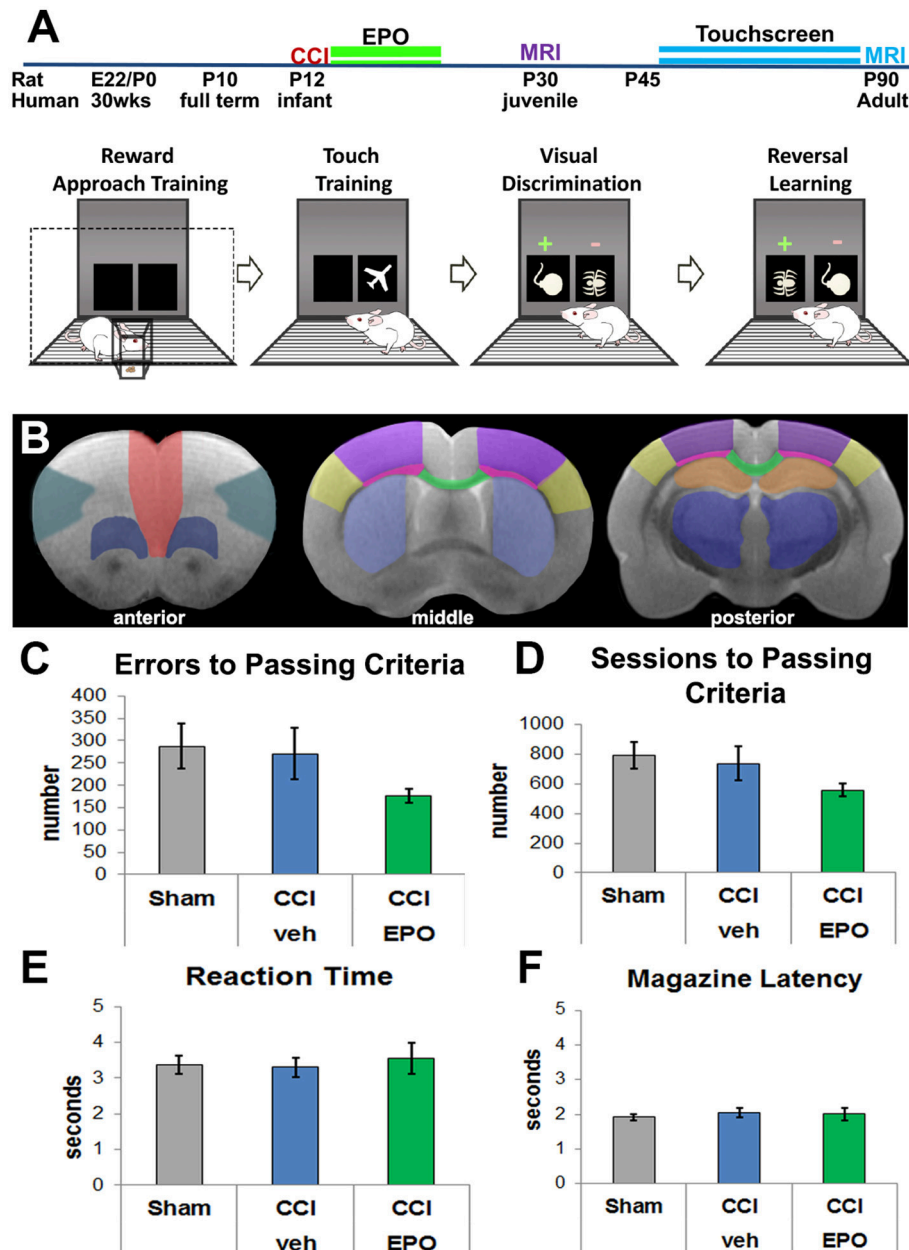 A
CCI EPO MRI Touchscreen MRI
Rat E22/P0 P10 P12 P30 P45 P90
Human 30wks full term infant juvenile Adult
Reward
Approach Training
Touch
Training
Visual
Discrimination
Reversal
Learning
+ -
+ -
B
anterior middle posterior
C Errors to Passing Criteria
number
400
350
300
250
200
150
100
50
0
Sham CCI CCI
veh EPO
D Sessions to Passing
Criteria
number
1000
800
600
400
200
0
Sham CCI CCI
veh EPO
E Reaction Time
seconds
5
4
3
2
1
0
Sham CCI CCI
veh EPO
F Magazine Latency
seconds
5
4
3
2
1
0
Sham CCI CCI
veh EPO